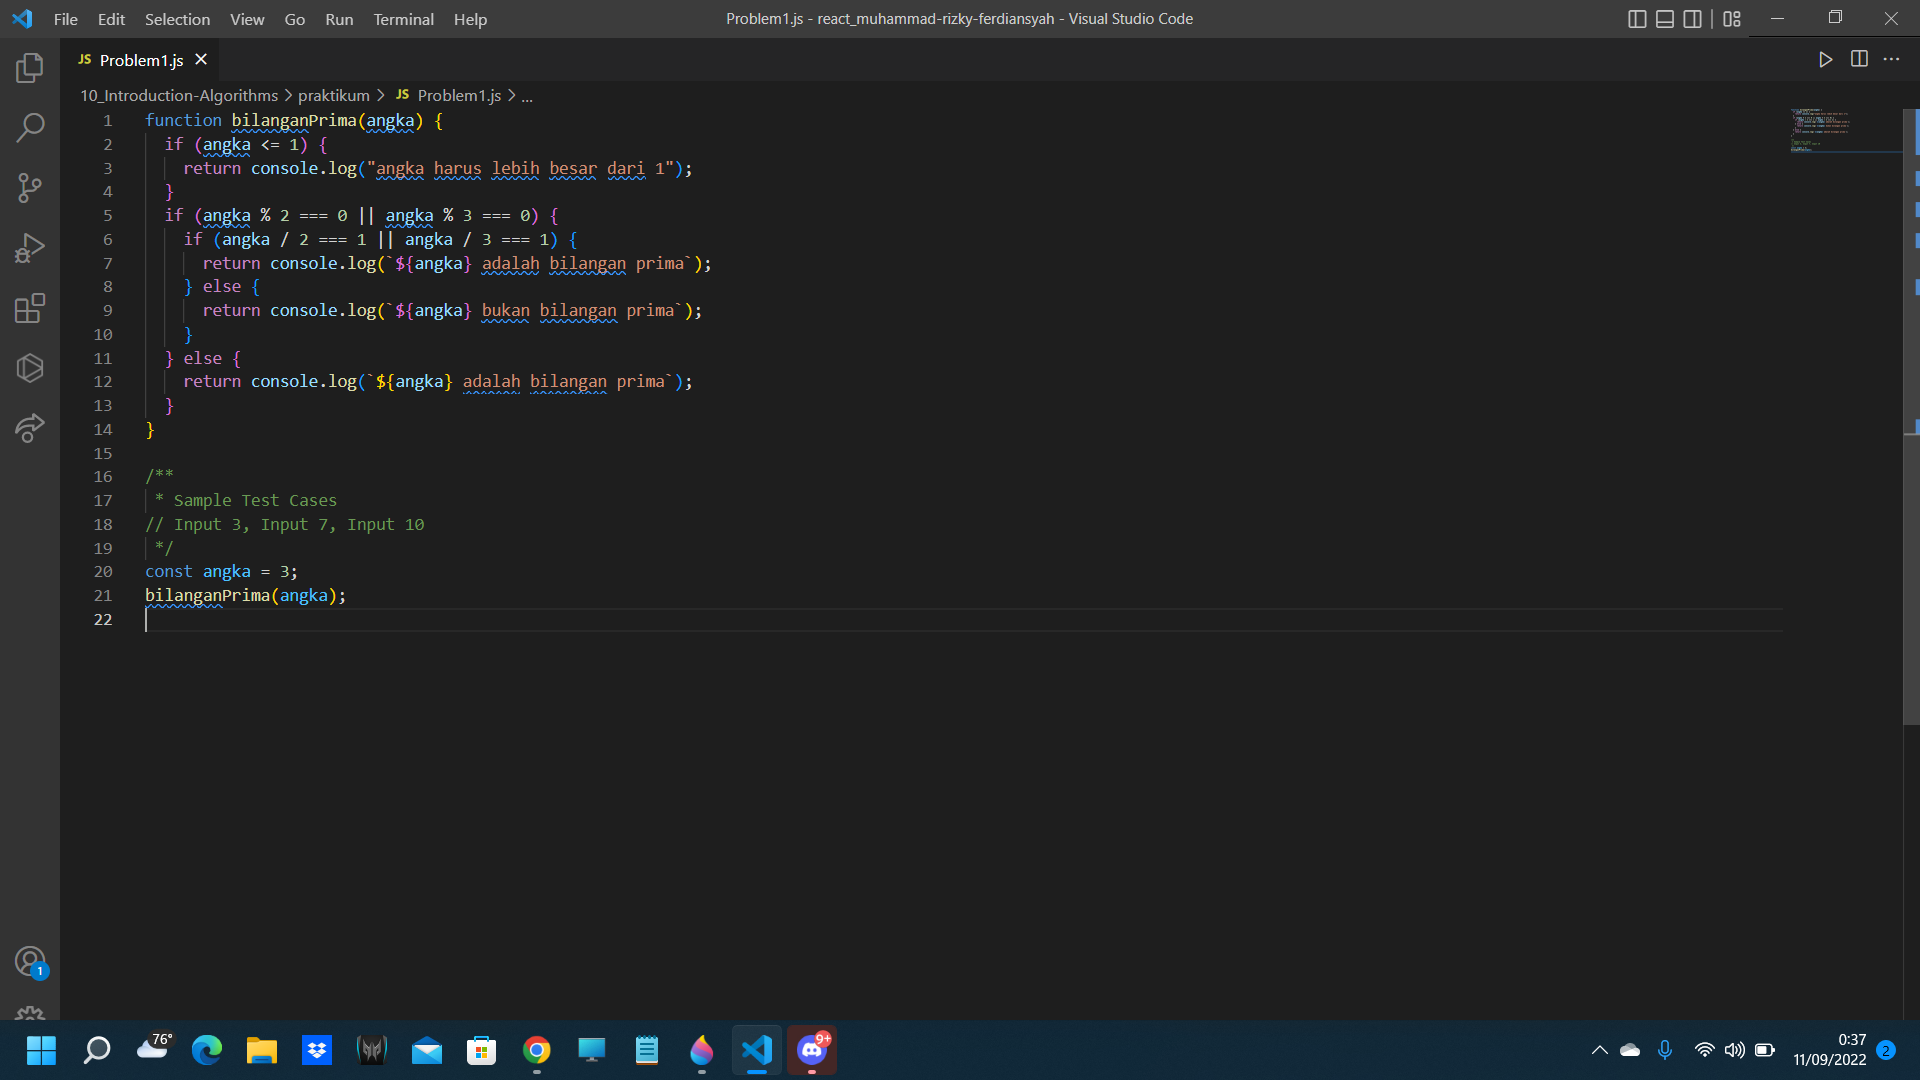 File Edit Selection View Go Run Terminal Help
Problem1.js - react_muhammad-rizky-ferdiansyah - Visual Studio Code
JS Problem1.js
10_Introduction-Algorithms > praktikum > JS Problem1.js > ...
1 function bilanganPrima(angka) {
2   if (angka <= 1) {
3     return console.log("angka harus lebih besar dari 1");
4   }
5   if (angka % 2 === 0 || angka % 3 === 0) {
6     if (angka / 2 === 1 || angka / 3 === 1) {
7       return console.log(`${angka} adalah bilangan prima`);
8     } else {
9       return console.log(`${angka} bukan bilangan prima`);
10     }
11   } else {
12     return console.log(`${angka} adalah bilangan prima`);
13   }
14 }
15
16 /**
17  * Sample Test Cases
18 // Input 3, Input 7, Input 10
19  */
20 const angka = 3;
21 bilanganPrima(angka);
22
1
76°
9+
0:37
11/09/2022
2